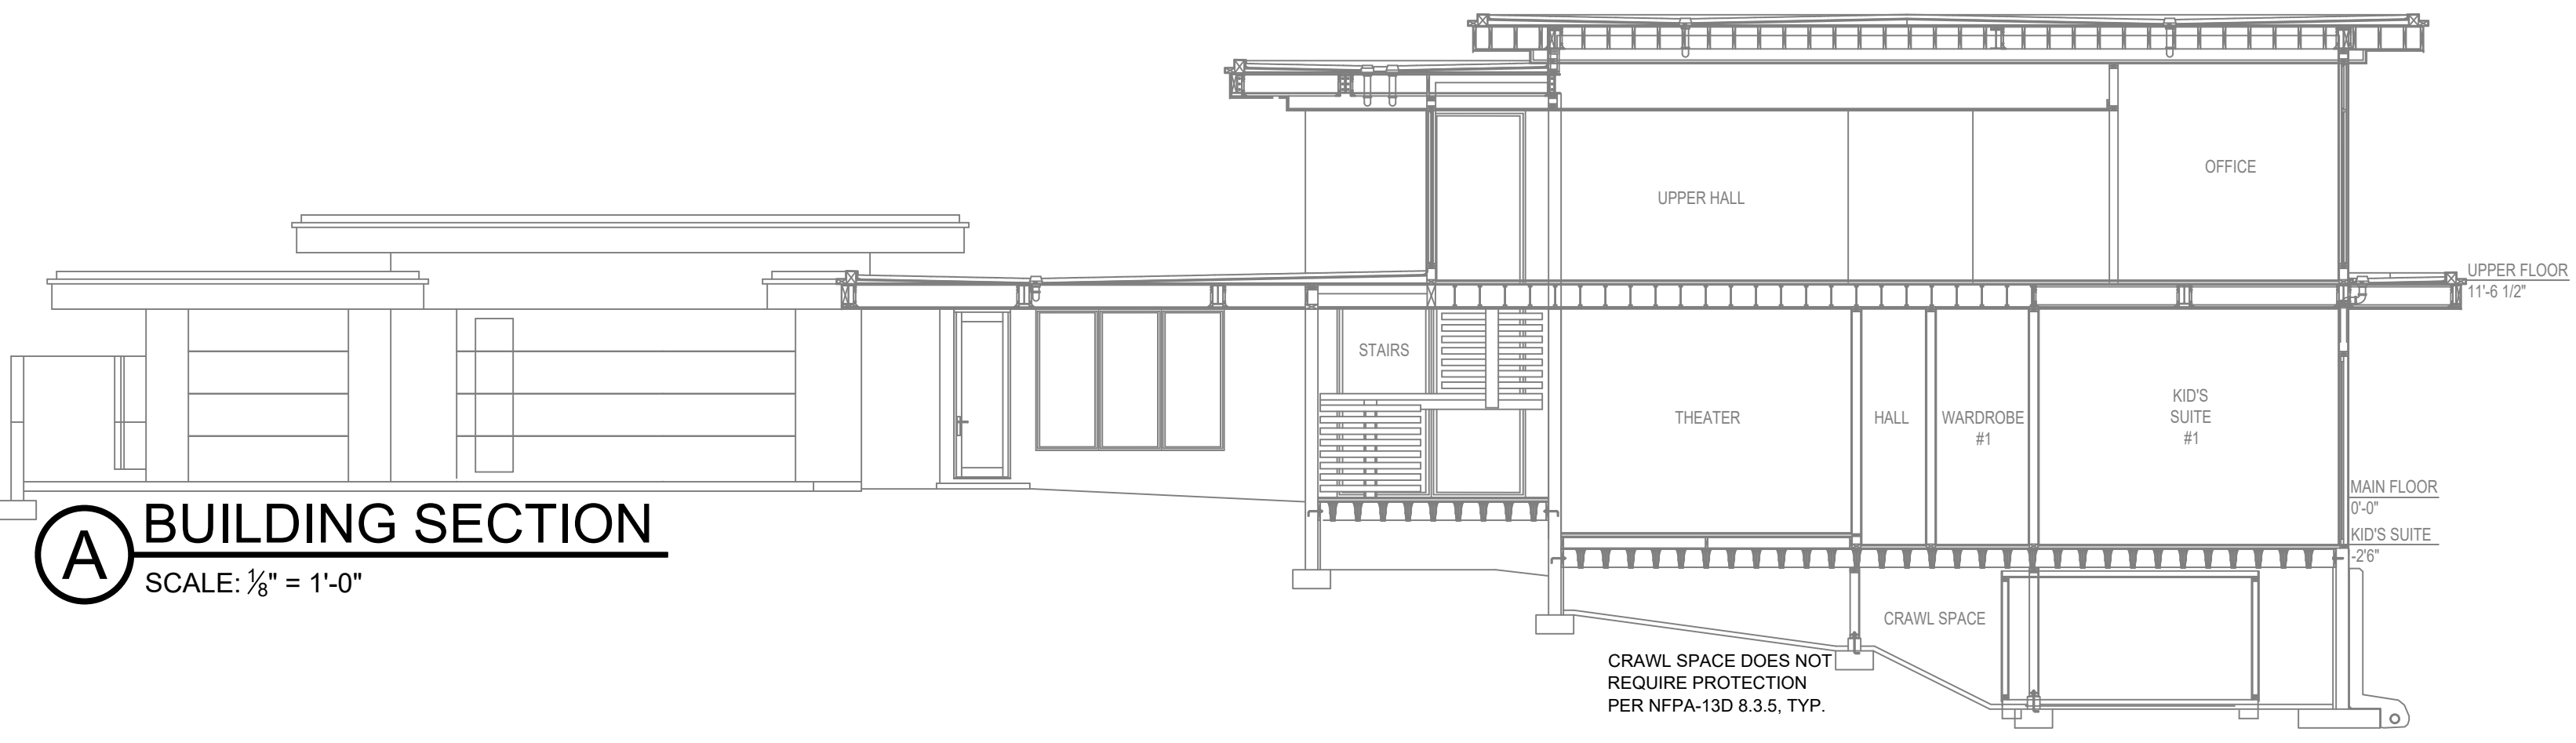 OFFICE
UPPER HALL
UPPER FLOOR
11'-6 1/2"
STAIRS
THEATER
HALL
WARDROBE
#1
KID'S
SUITE
#1
MAIN FLOOR
0'-0"
KID'S SUITE
-2'6"
A
BUILDING SECTION
SCALE: ⅛" = 1'-0"
CRAWL SPACE
CRAWL SPACE DOES NOT
REQUIRE PROTECTION
PER NFPA-13D 8.3.5, TYP.